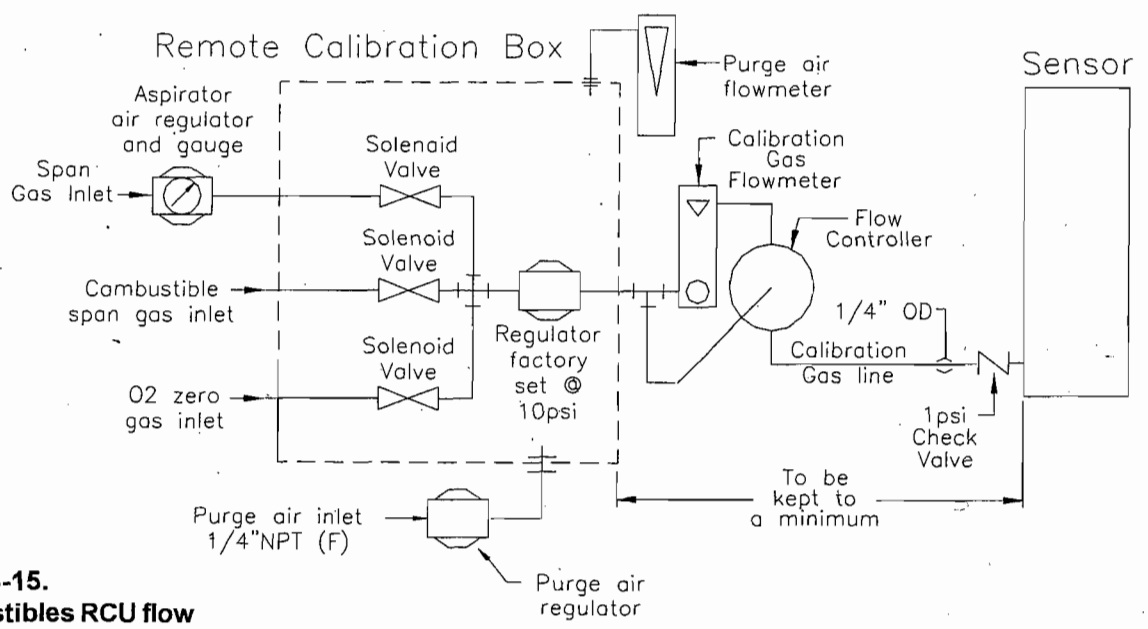 Remote Calibration Box
Sensor
Purge air
flowmeter
Aspirator
air regulator
and gauge
Span
Gas Inlet
Solenoid
Valve
Calibration
Gas
Flowmeter
Flow
Controller
Solenoid
Valve
Combustible
span gas inlet
Regulator
factory
set @
10psi
1/4" OD
Calibration
Gas line
Solenoid
Valve
O2 zero
gas inlet
1psi
Check
Valve
To be
kept to
a minimum
Purge air inlet
1/4"NPT (F)
Purge air
regulator
-15.
stibles RCU flow